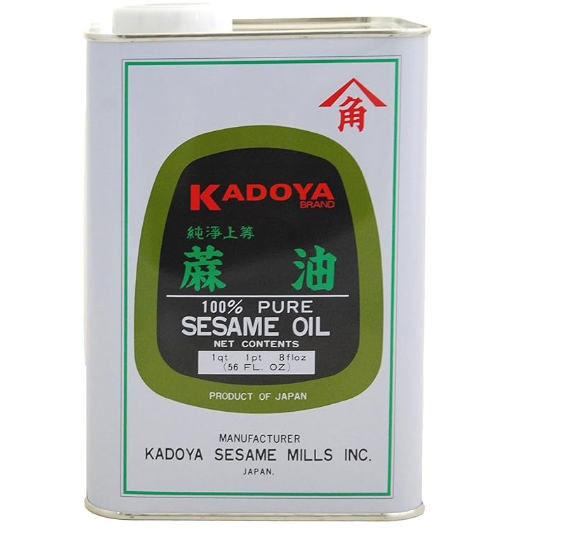 角
KADOYA
BRAND
純淨上等
蔴油
100% PURE
SESAME OIL
NET CONTENTS
1qt 1pt 8floz
(56 FL. OZ)
PRODUCT OF JAPAN
MANUFACTURER
KADOYA SESAME MILLS INC.
JAPAN.